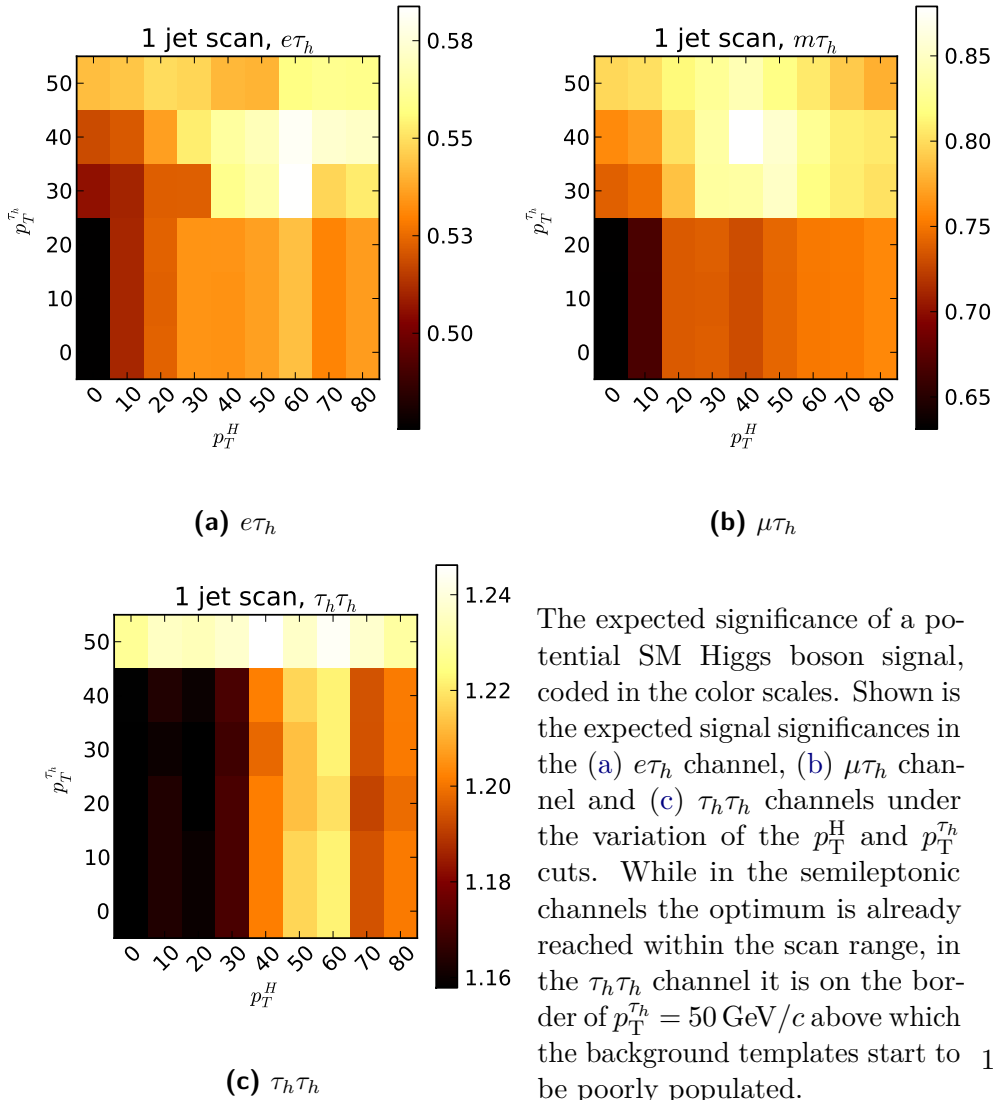 1 jet scan, eτ_h
50
40
30
20
10
0
p_T^{τ_h}
0 10 20 30 40 50 60 70 80
p_T^H
0.58
0.55
0.53
0.50
(a) eτ_h
1 jet scan, mτ_h
50
40
30
20
10
0
p_T^{τ_h}
0 10 20 30 40 50 60 70 80
p_T^H
0.85
0.80
0.75
0.70
0.65
(b) μτ_h
1 jet scan, τ_hτ_h
50
40
30
20
10
0
p_T^{τ_h}
0 10 20 30 40 50 60 70 80
p_T^H
1.24
1.22
1.20
1.18
1.16
(c) τ_hτ_h
The expected significance of a po-
tential SM Higgs boson signal,
coded in the color scales. Shown is
the expected signal significances in
the (a) eτ_h channel, (b) μτ_h chan-
nel and (c) τ_hτ_h channels under
the variation of the p_T^H and p_T^{τ_h}
cuts. While in the semileptonic
channels the optimum is already
reached within the scan range, in
the τ_hτ_h channel it is on the bor-
der of p_T^{τ_h} = 50 GeV/c above which
the background templates start to
be poorly populated.
1